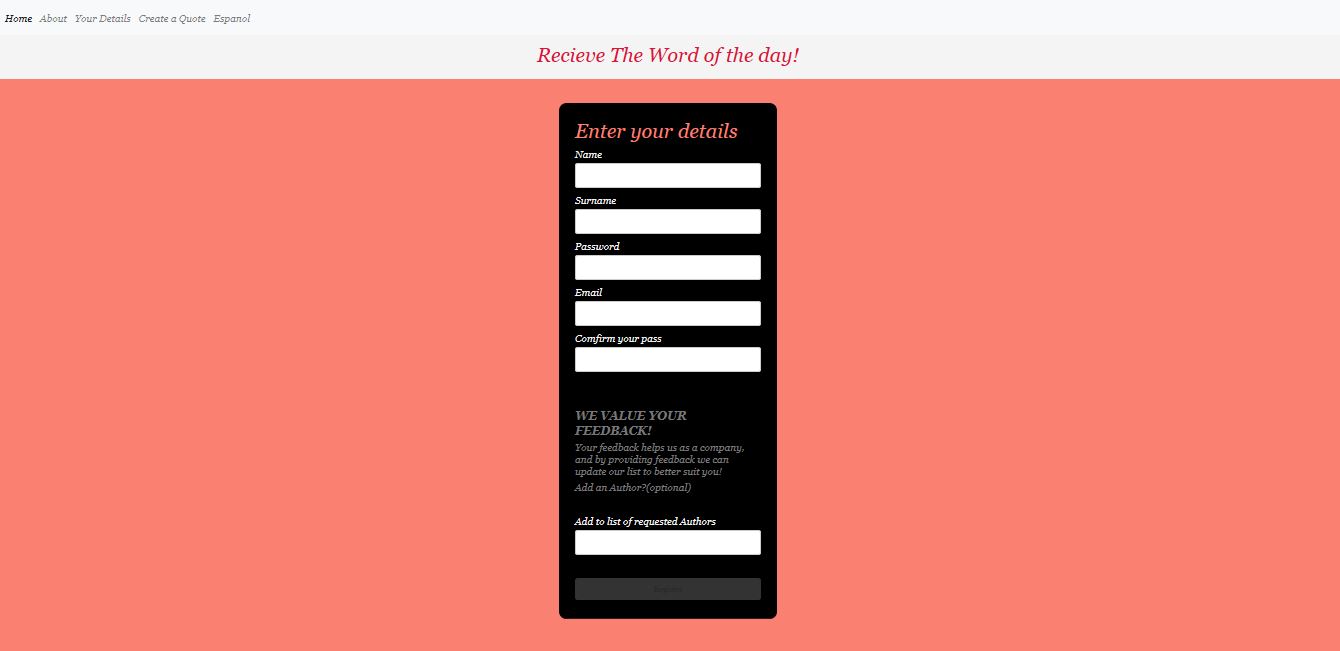 Home About Your Details Create a Quote Espanol
Recieve The Word of the day!
Enter your details
Name
Surname
Password
Email
Comfirm your pass
WE VALUE YOUR
FEEDBACK!
Your feedback helps us as a company,
and by providing feedback we can
update our list to better suit you!
Add an Author?(optional)
Add to list of requested Authors